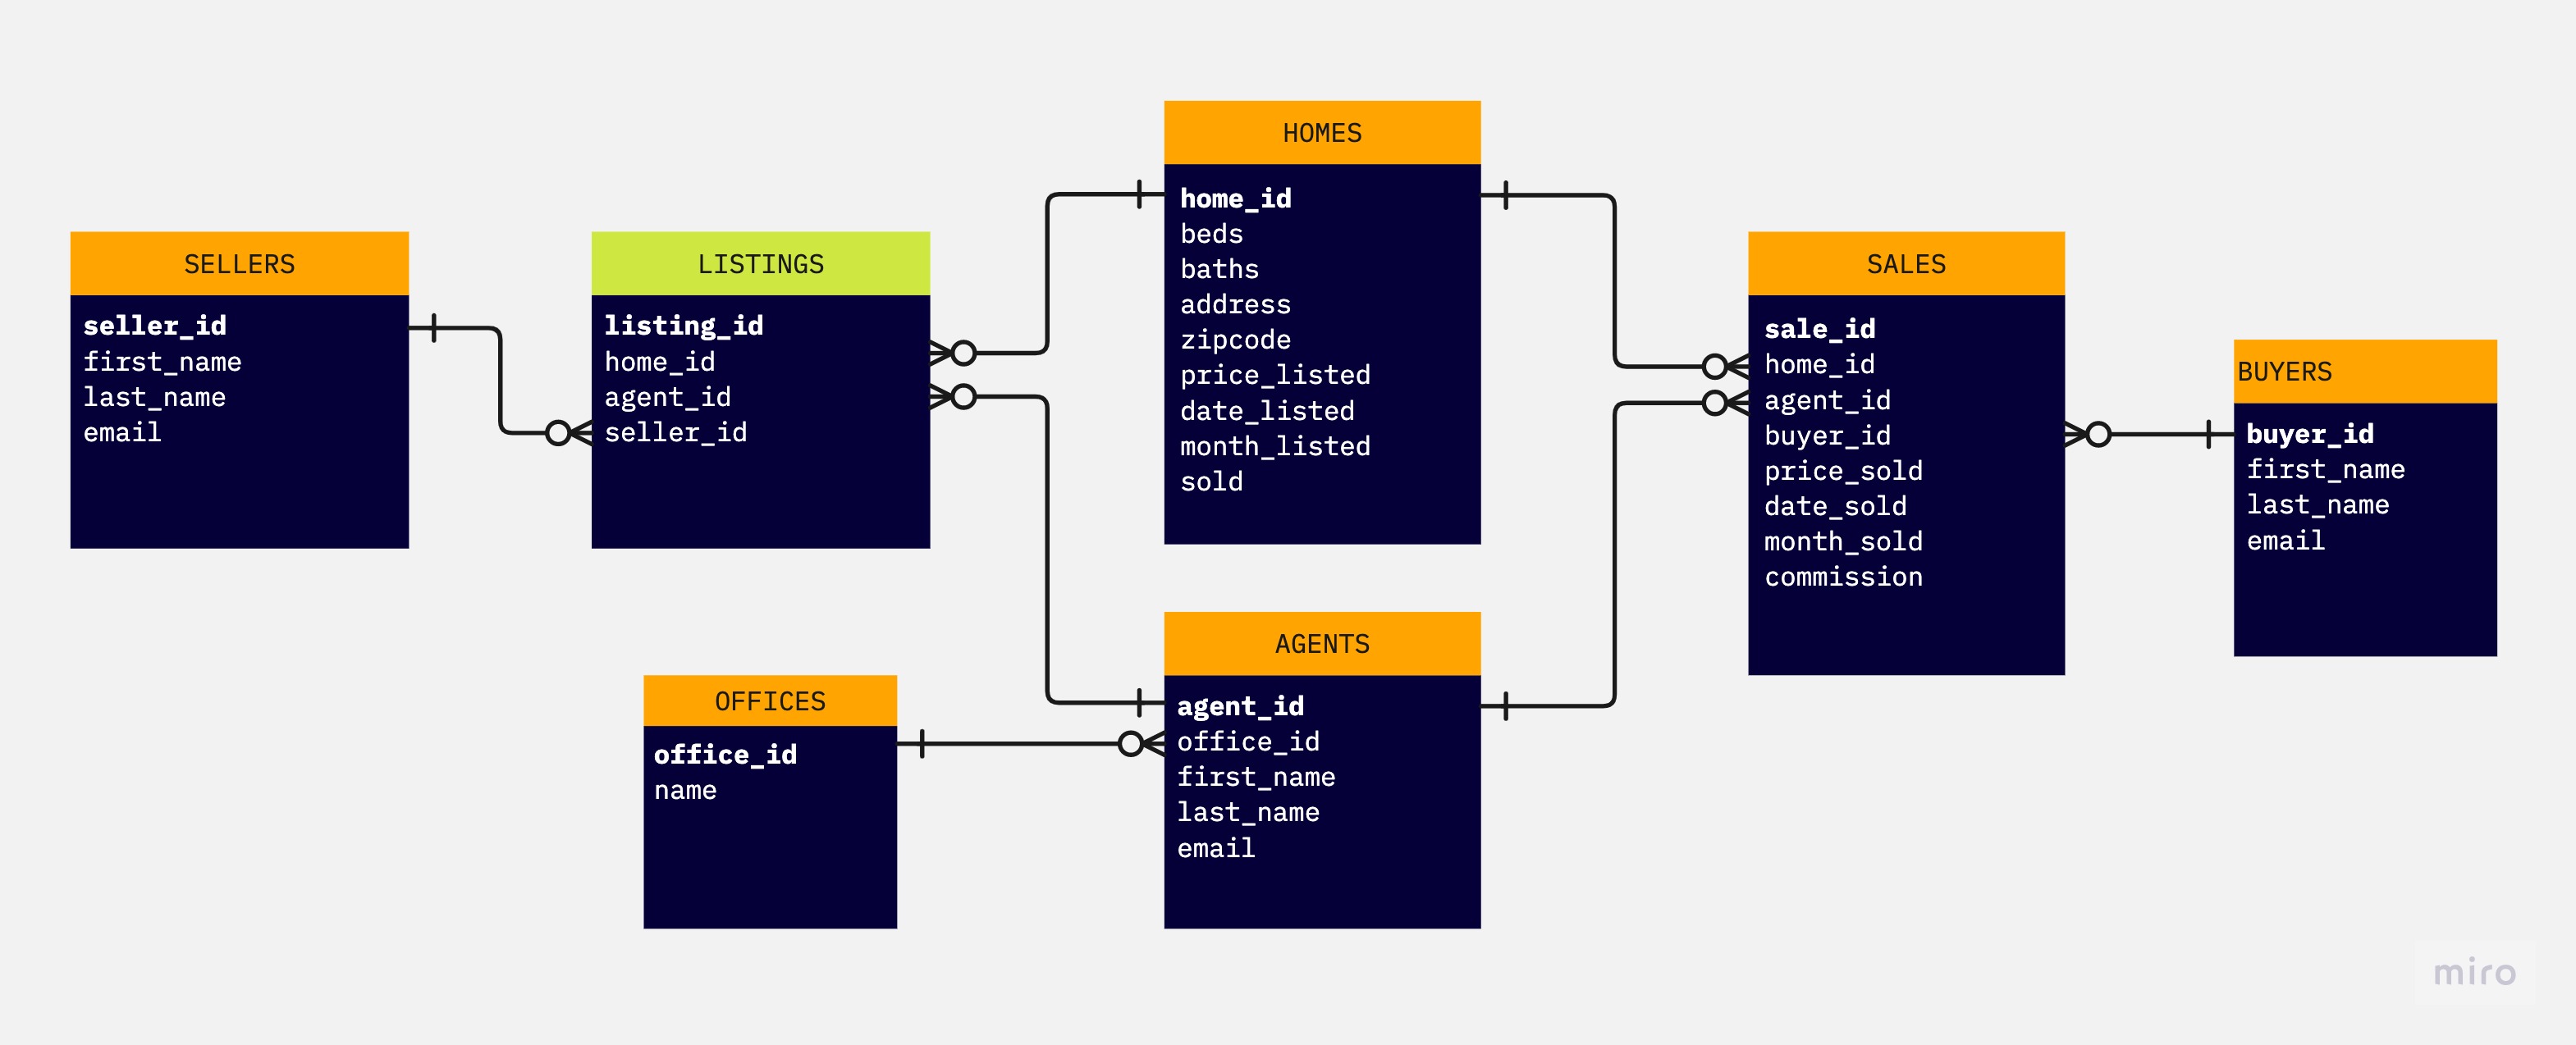 SELLERS
seller_id
first_name
last_name
email
LISTINGS
listing_id
home_id
agent_id
seller_id
HOMES
home_id
beds
baths
address
zipcode
price_listed
date_listed
month_listed
sold
SALES
sale_id
home_id
agent_id
buyer_id
price_sold
date_sold
month_sold
commission
BUYERS
buyer_id
first_name
last_name
email
OFFICES
office_id
name
AGENTS
agent_id
office_id
first_name
last_name
email
miro